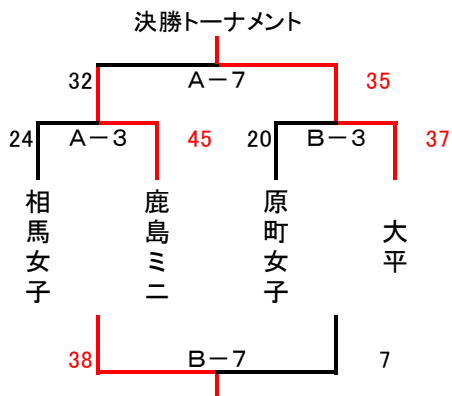 決勝トーナメント
32 A－7 35
24 A－3 45 20 B－3 37
相馬女子
鹿島ミニ
原町女子
大平
38 B－7 7